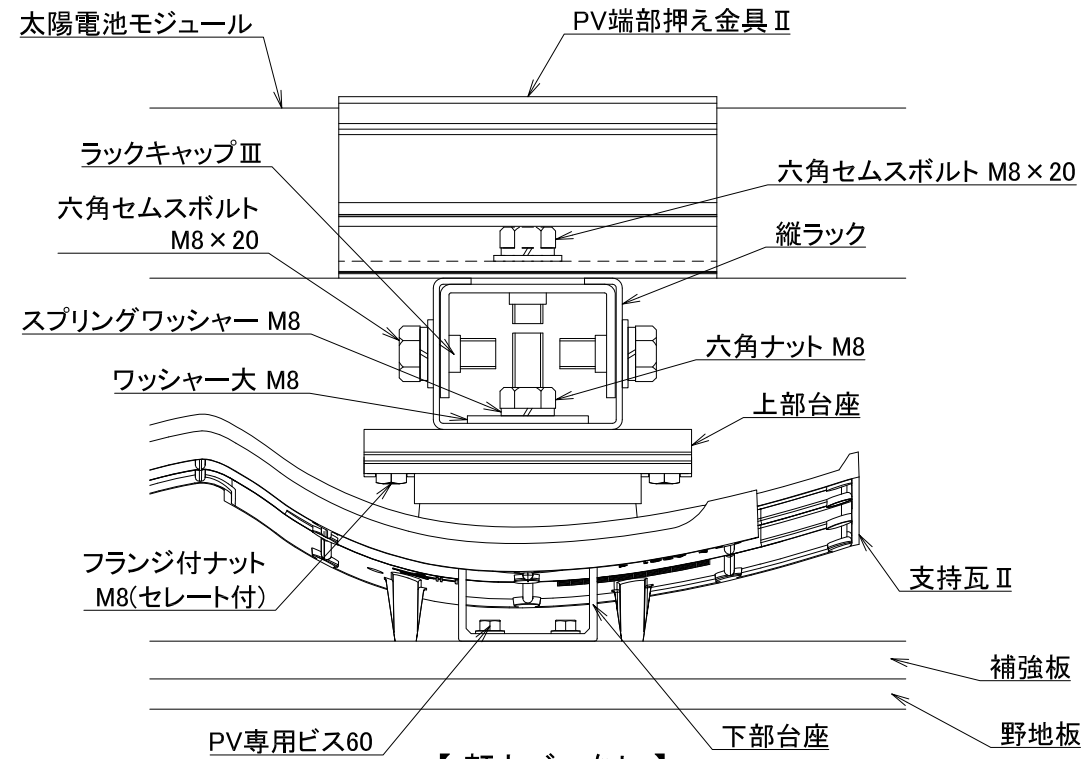 太陽電池モジュール
PV端部押え金具Ⅱ
ラックキャップⅢ
六角セムスボルト M8×20
六角セムスボルト
M8×20
縦ラック
スプリングワッシャー M8
六角ナット M8
ワッシャー大 M8
上部台座
フランジ付ナット
M8(セレート付)
支持瓦Ⅱ
補強板
野地板
PV専用ビス60
下部台座